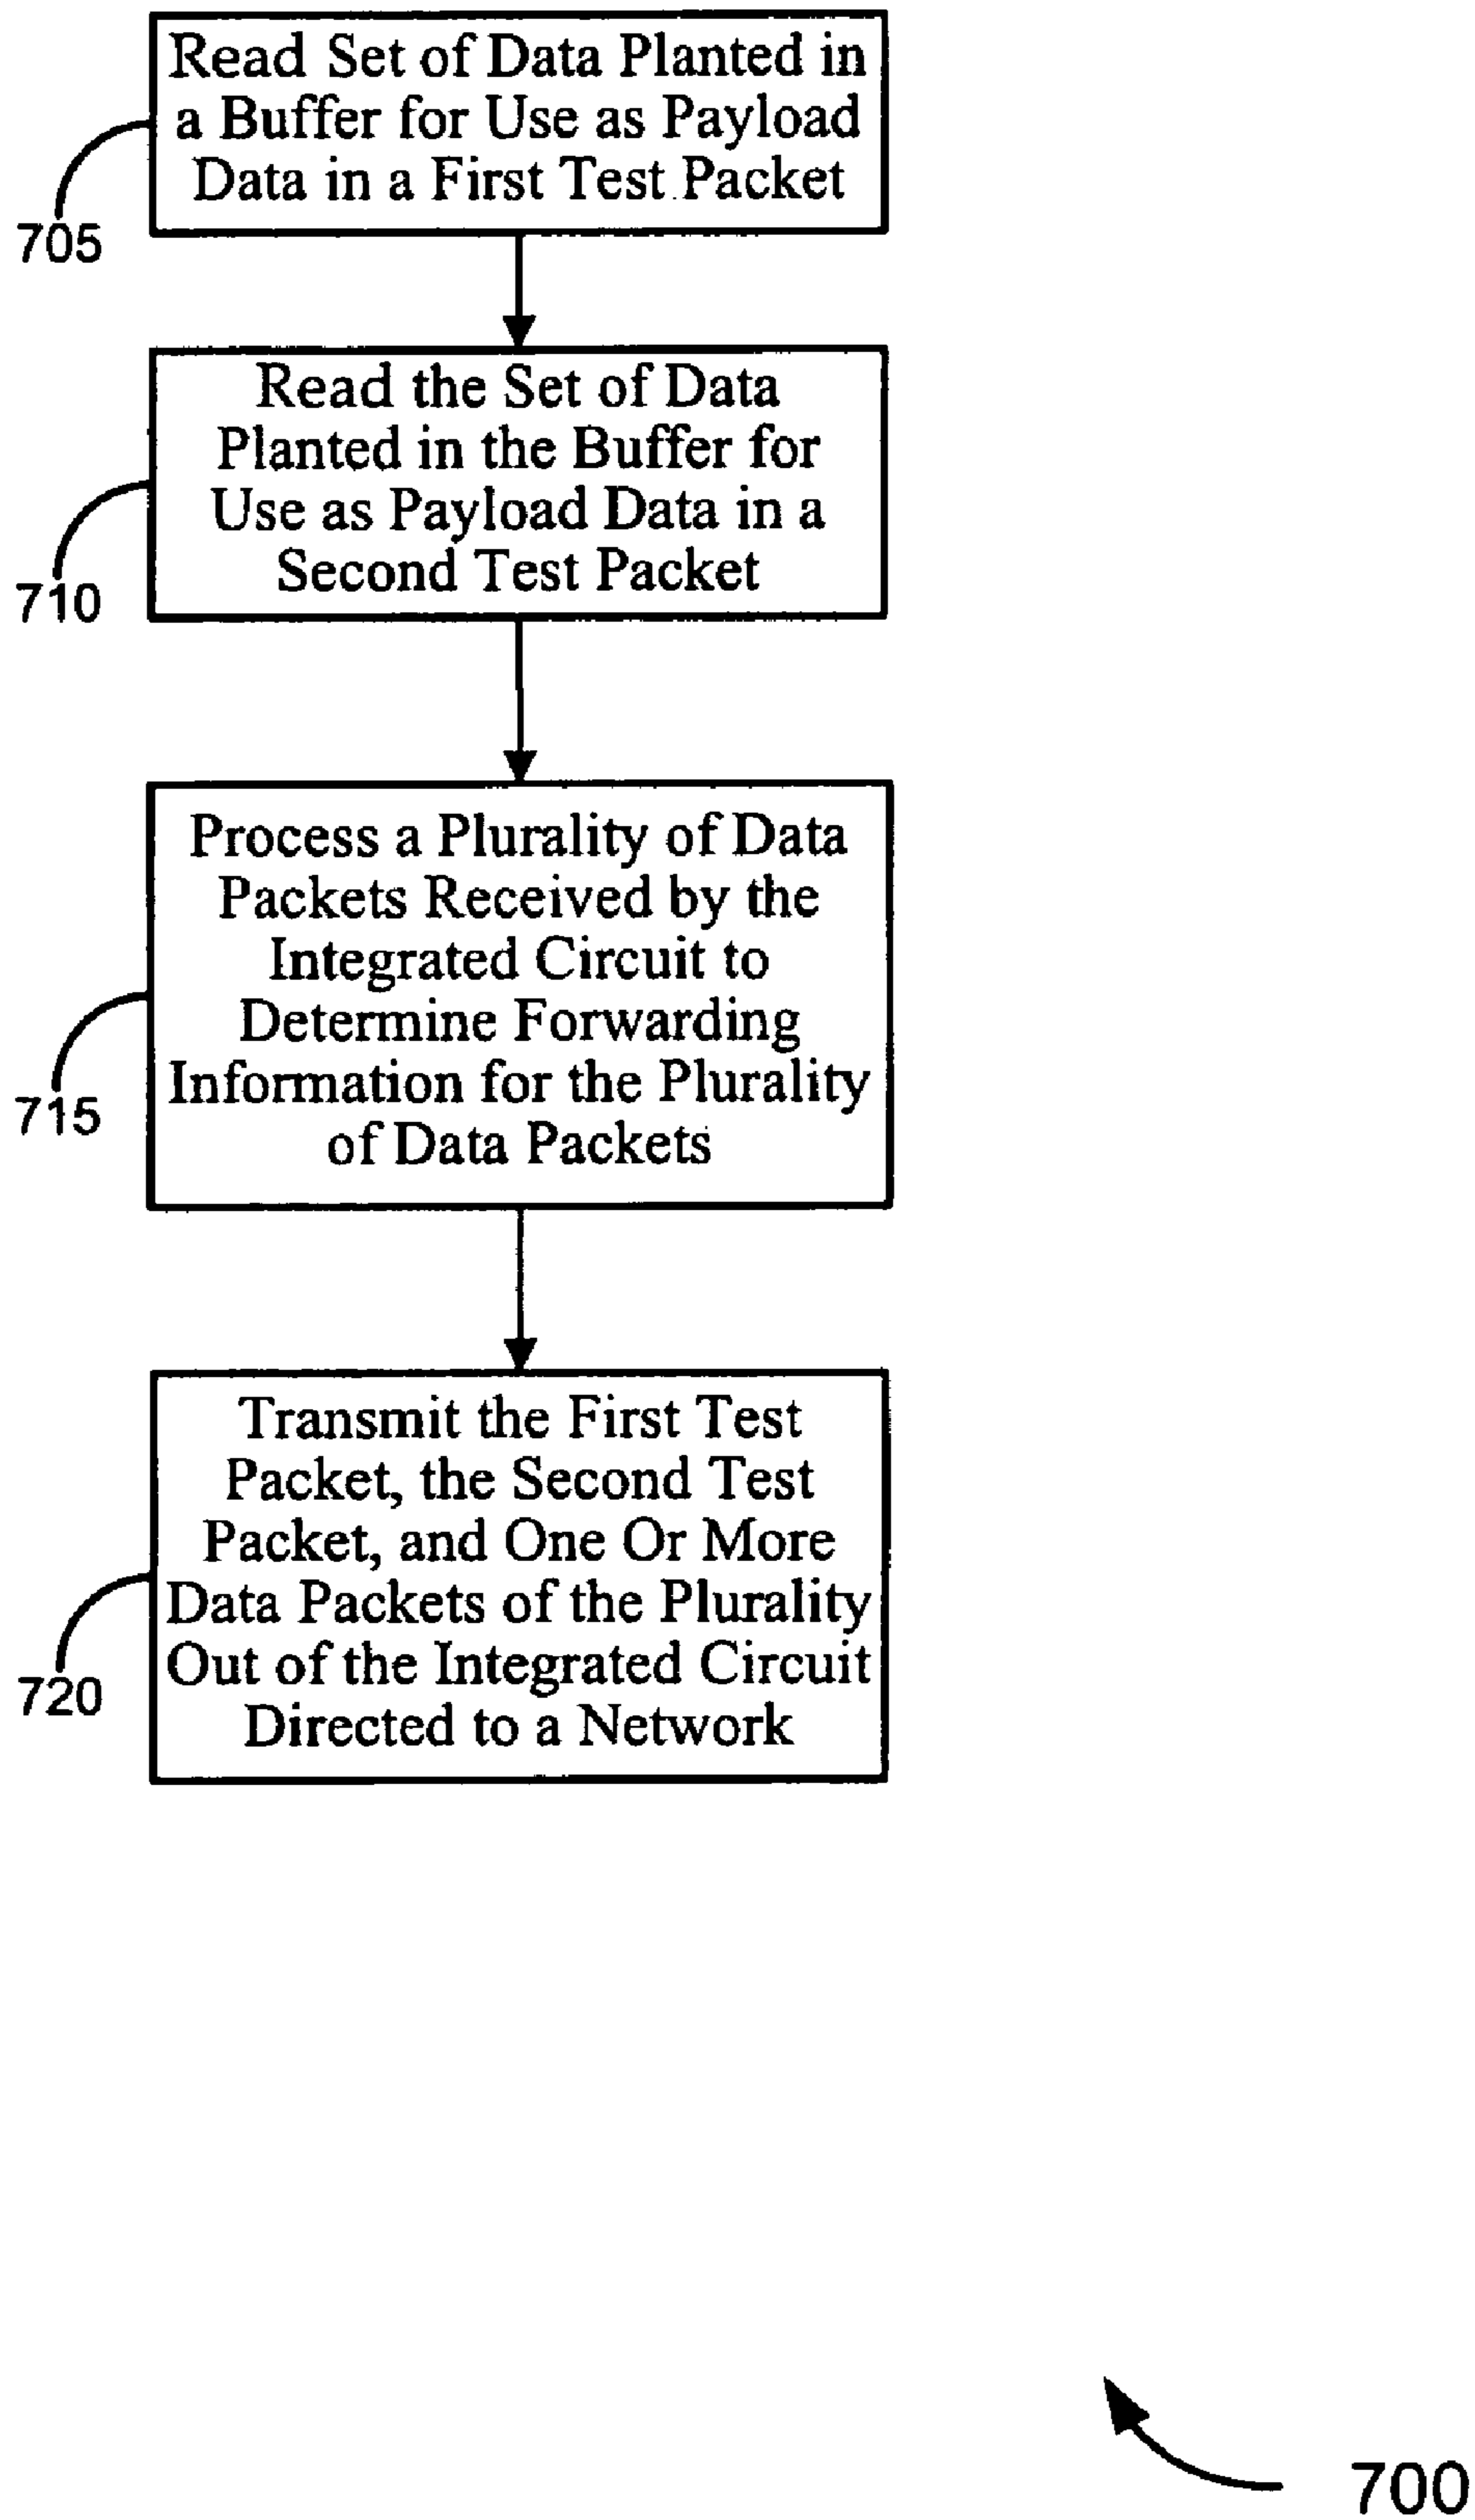 Read Set of Data Planted in
a Buffer for Use as Payload
Data in a First Test Packet
705
Read the Set of Data
Planted in the Buffer for
Use as Payload Data in a
Second Test Packet
710
Process a Plurality of Data
Packets Received by the
Integrated Circuit to
Determine Forwarding
Information for the Plurality
of Data Packets
715
Transmit the First Test
Packet, the Second Test
Packet, and One Or More
Data Packets of the Plurality
Out of the Integrated Circuit
Directed to a Network
720
700